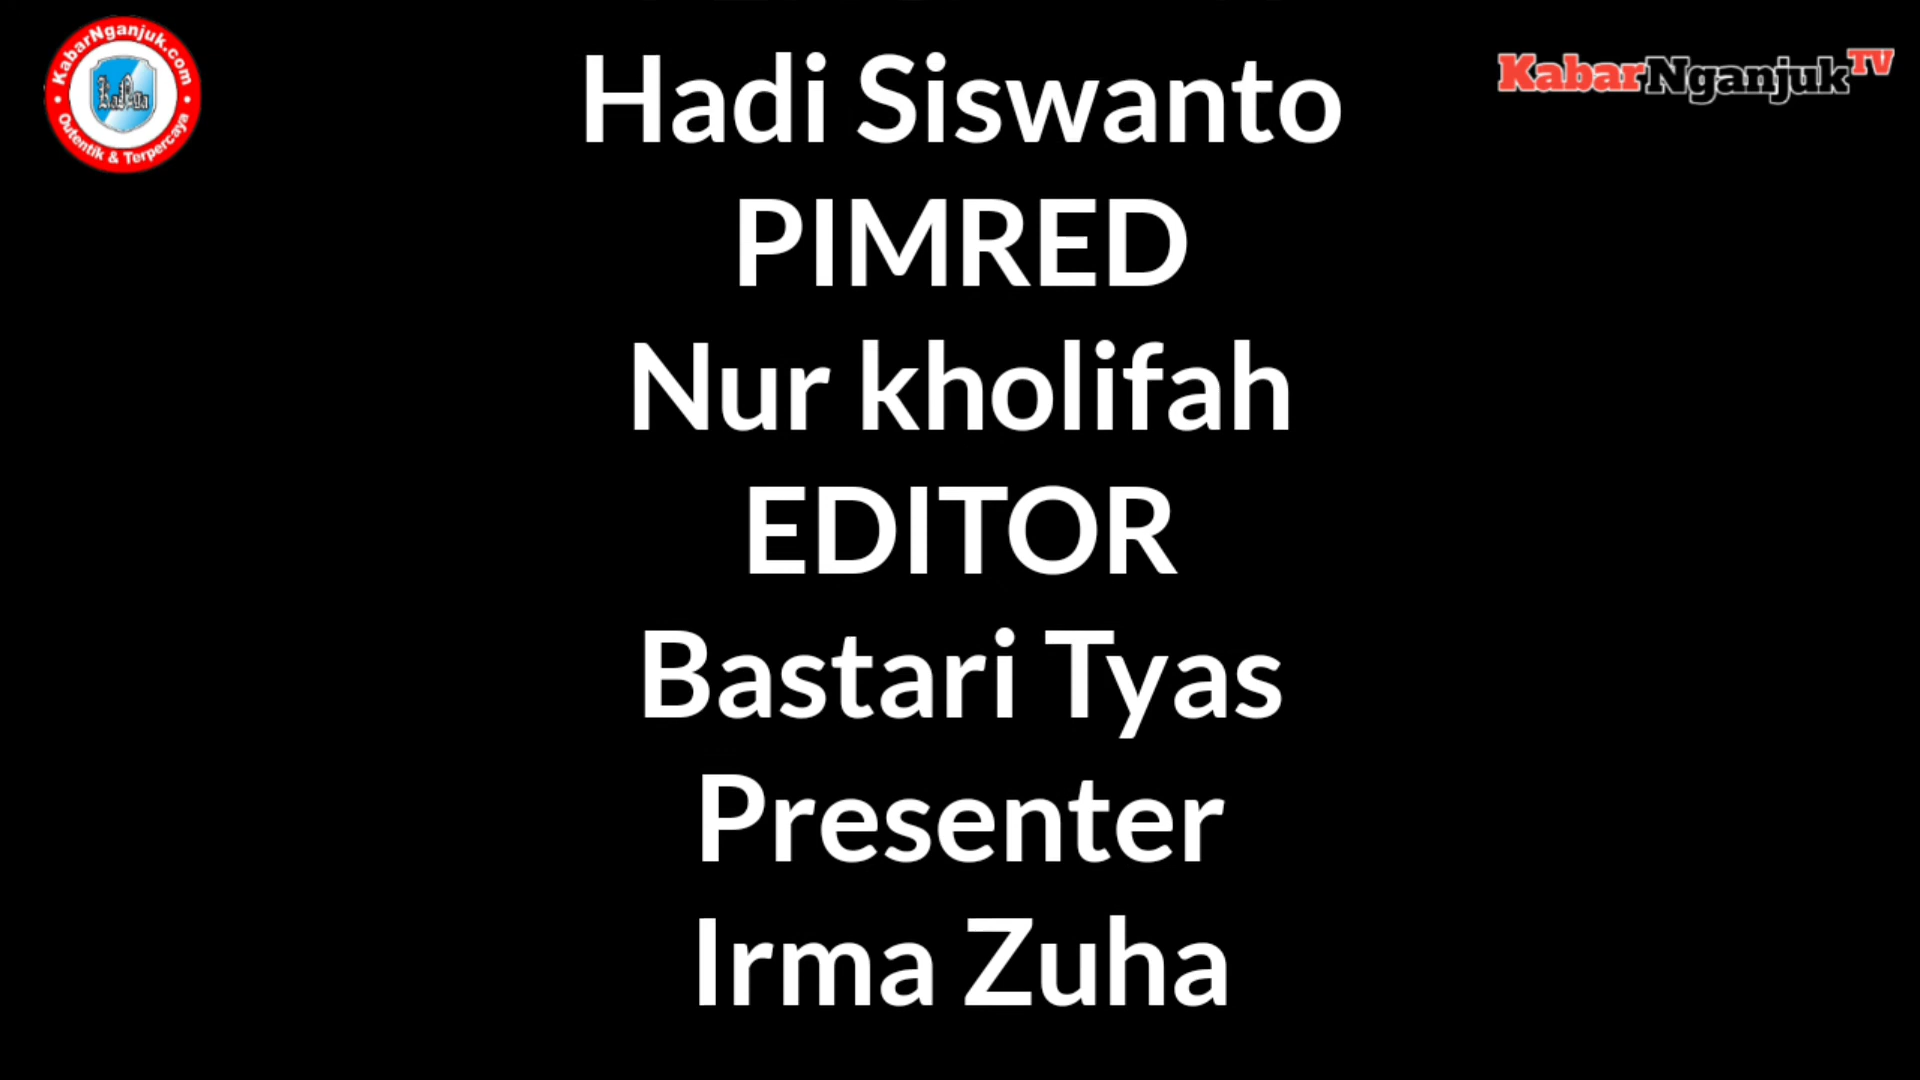 KabarNganjuk.com
Outentik & Terpercaya
KabarNganjukTV
Hadi Siswanto
PIMRED
Nur kholifah
EDITOR
Bastari Tyas
Presenter
Irma Zuha